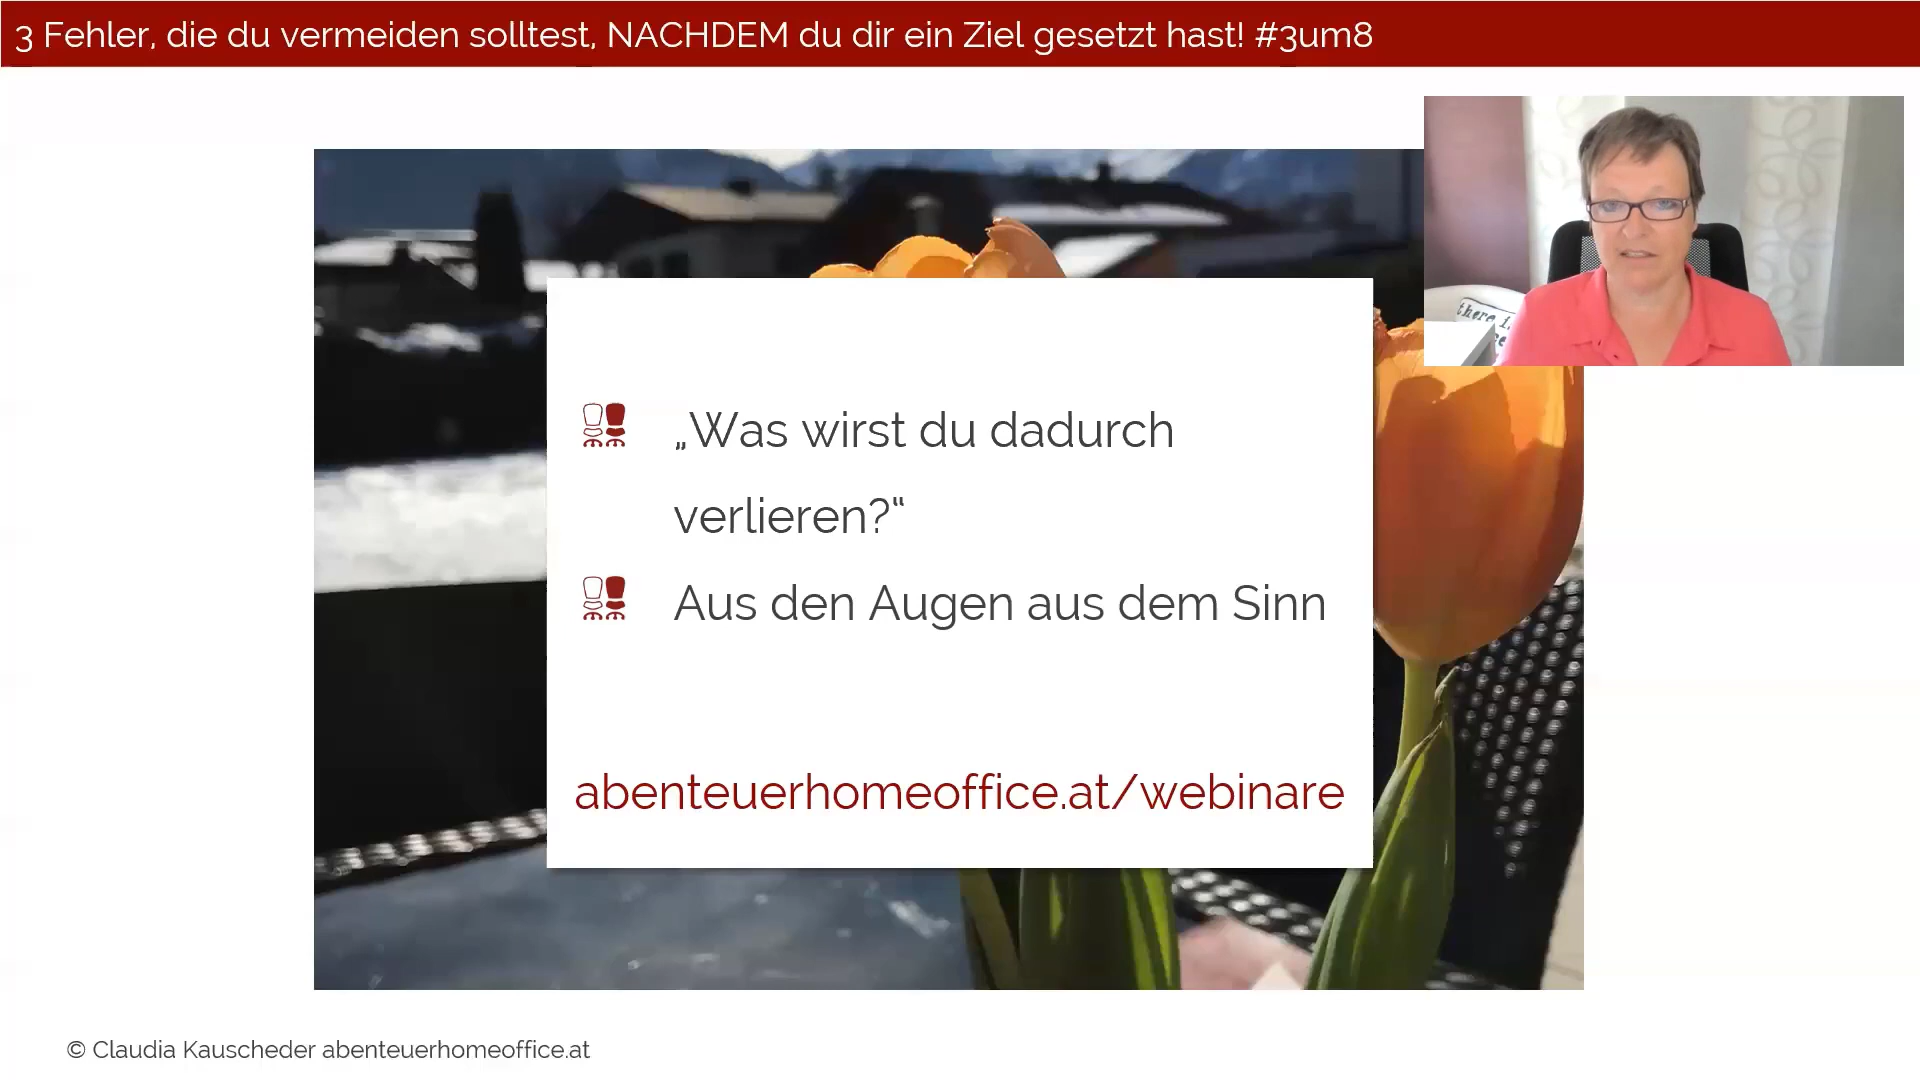 3 Fehler, die du vermeiden solltest, NACHDEM du dir ein Ziel gesetzt hast! #3um8
there i
„Was wirst du dadurch
verlieren?“
Aus den Augen aus dem Sinn
abenteuerhomeoffice.at/webinare
© Claudia Kauscheder abenteuerhomeoffice.at